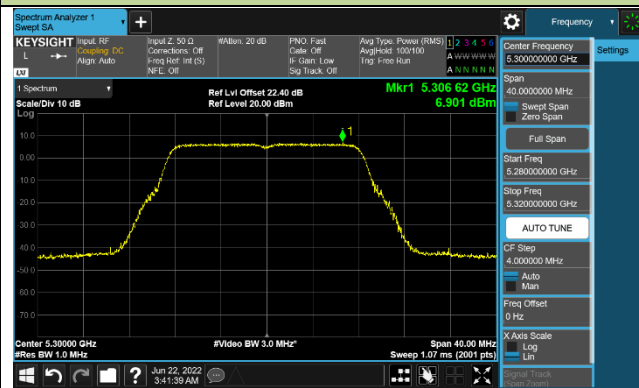 Spectrum Analyzer 1
Swept SA
Frequency
KEYSIGHT
L
LXI
Input: RF
Coupling: DC
Align: Auto
Input Z: 50 Ω
Corrections: Off
Freq Ref: Int (S)
NFE: Off
#Atten: 20 dB
PNO: Fast
Gate: Off
IF Gain: Low
Sig Track: Off
Avg Type: Power (RMS)
Avg|Hold: 100/100
Trig: Free Run
1 2 3 4 5 6
A W W W W W
A N N N N N
1 Spectrum
Scale/Div 10 dB
Log
Ref Lvl Offset 22.40 dB
Ref Level 20.00 dBm
Mkr1 5.306 62 GHz
6.901 dBm
1
10.0
0.00
10.0
20.0
30.0
40.0
50.0
60.0
70.0
Center 5.30000 GHz
#Res BW 1.0 MHz
#Video BW 3.0 MHz*
Span 40.00 MHz
Sweep 1.07 ms (2001 pts)
Jun 22, 2022
3:41:39 AM
Center Frequency
5.300000000 GHz
Span
40.0000000 MHz
Swept Span
Zero Span
Full Span
Start Freq
5.280000000 GHz
Stop Freq
5.320000000 GHz
AUTO TUNE
CF Step
4.000000 MHz
Auto
Man
Freq Offset
0 Hz
X Axis Scale
Log
Lin
Signal Track
(Span Zoom)
Settings